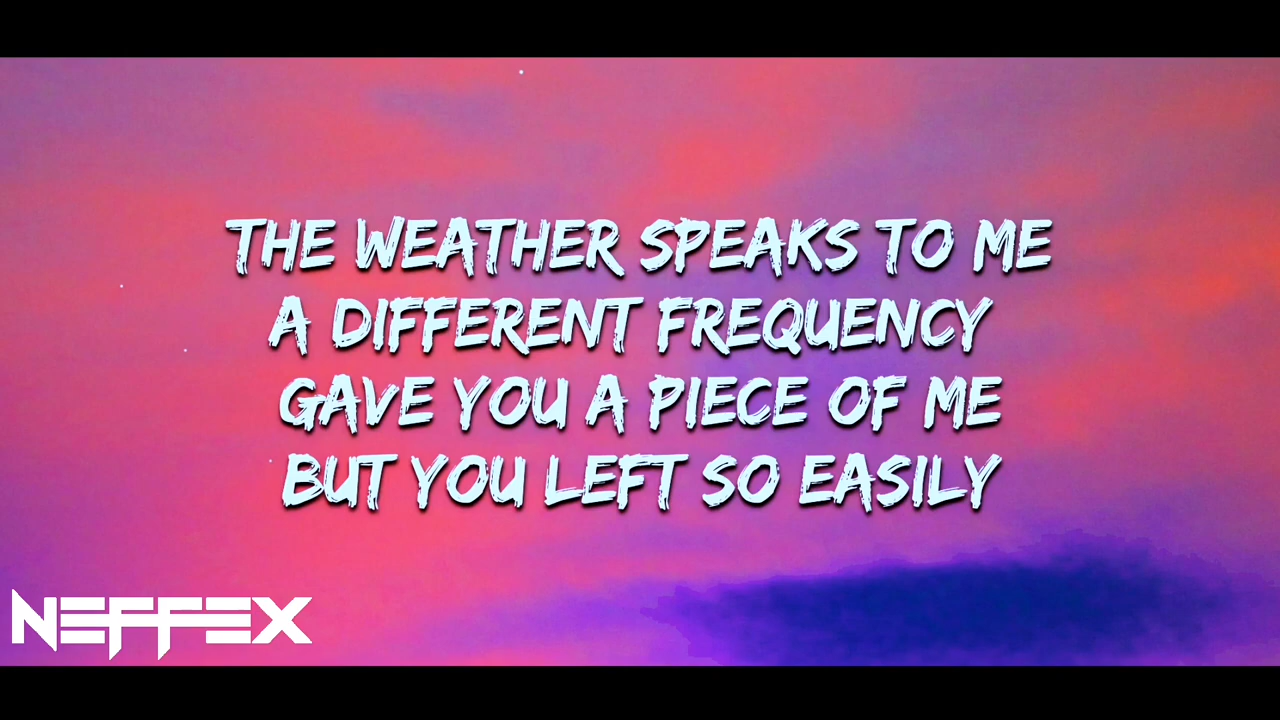 THE WEATHER SPEAKS TO ME
A DIFFERENT FREQUENCY
GAVE YOU A PIECE OF ME
BUT YOU LEFT SO EASILY
NEFFEX